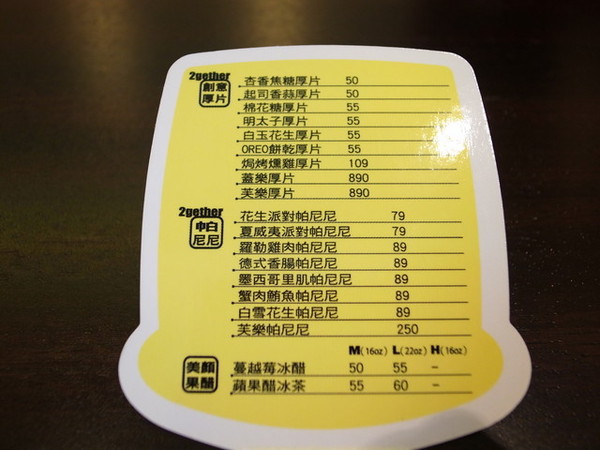 2gether
創意
厚片
杏香焦糖厚片 50
起司香蒜厚片 50
棉花糖厚片 55
明太子厚片 55
白玉花生厚片 55
OREO餅乾厚片 55
焗烤燻雞厚片 109
蓋樂厚片 890
芙樂厚片 890
2gether
帕
尼尼
花生派對帕尼尼 79
夏威夷派對帕尼尼 79
羅勒雞肉帕尼尼 89
德式香腸帕尼尼 89
墨西哥里肌帕尼尼 89
蟹肉鮪魚帕尼尼 89
白雪花生帕尼尼 89
芙樂帕尼尼 250
M(16oz) L(22oz) H(16oz)
美顏
果醋
蔓越莓冰醋 50 55 -
蘋果醋冰茶 55 60 -